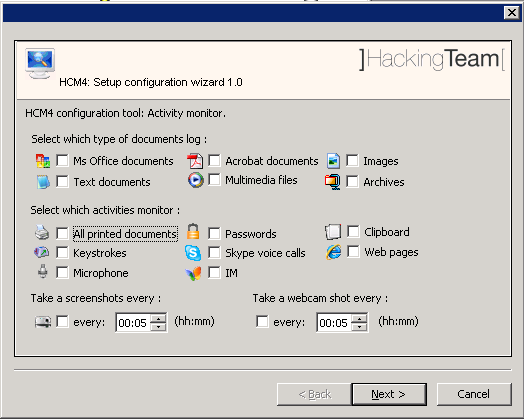 ]HackingTeam[
HCM4: Setup configuration wizard 1.0
HCM4 configuration tool: Activity monitor.
Select which type of documents log :
Ms Office documents Acrobat documents Images
Text documents Multimedia files Archives
Select which activities monitor :
All printed documents Passwords Clipboard
Keystrokes Skype voice calls Web pages
Microphone IM
Take a screenshots every : Take a webcam shot every :
every: 00:05 (hh:mm) every: 00:05 (hh:mm)
< Back Next > Cancel